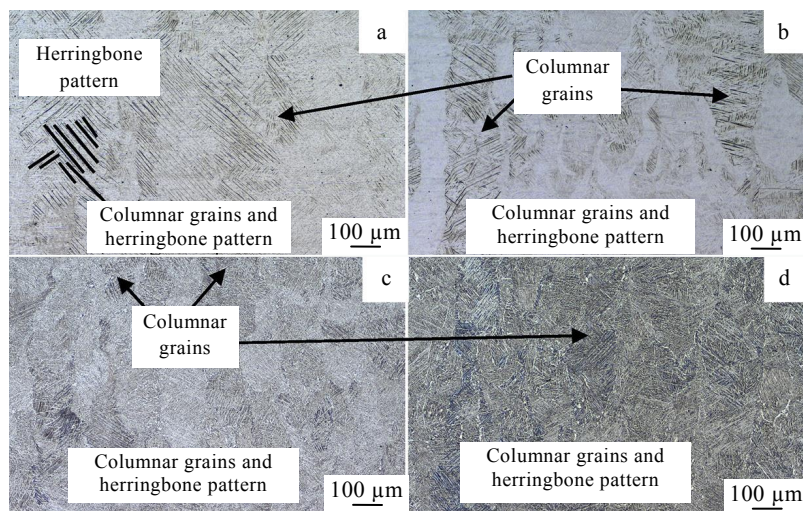 a
Herringbone
pattern
Columnar grains and
herringbone pattern
100 µm
b
Columnar
grains
Columnar grains and
herringbone pattern
100 µm
c
Columnar
grains
Columnar grains and
herringbone pattern
100 µm
d
Columnar grains and
herringbone pattern
100 µm